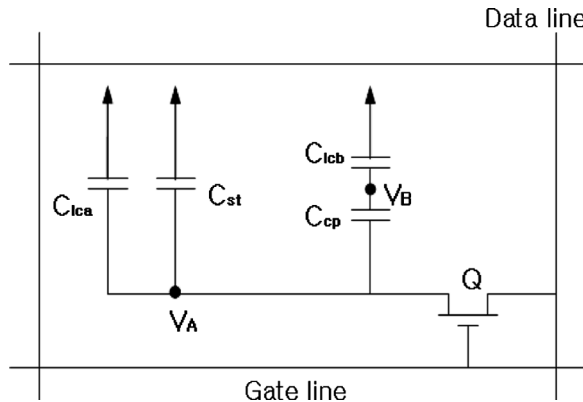 Data line
Clcb
Clca
Cst
VB
Ccp
Q
VA
Gate line